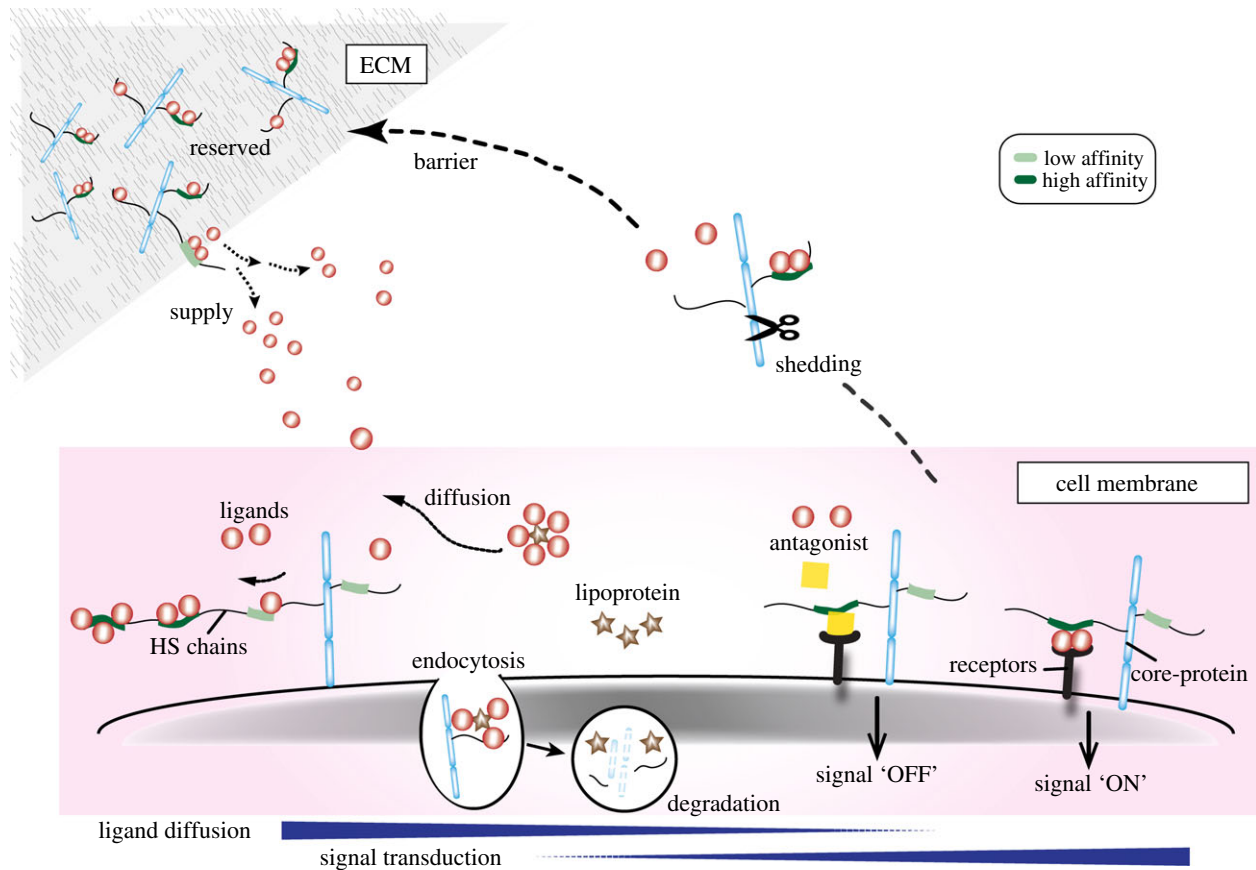 ECM
reserved
barrier
low affinity
high affinity
supply
shedding
cell membrane
diffusion
ligands
antagonist
lipoprotein
HS chains
endocytosis
receptors
core-protein
signal ‘OFF’
signal ‘ON’
degradation
ligand diffusion
signal transduction